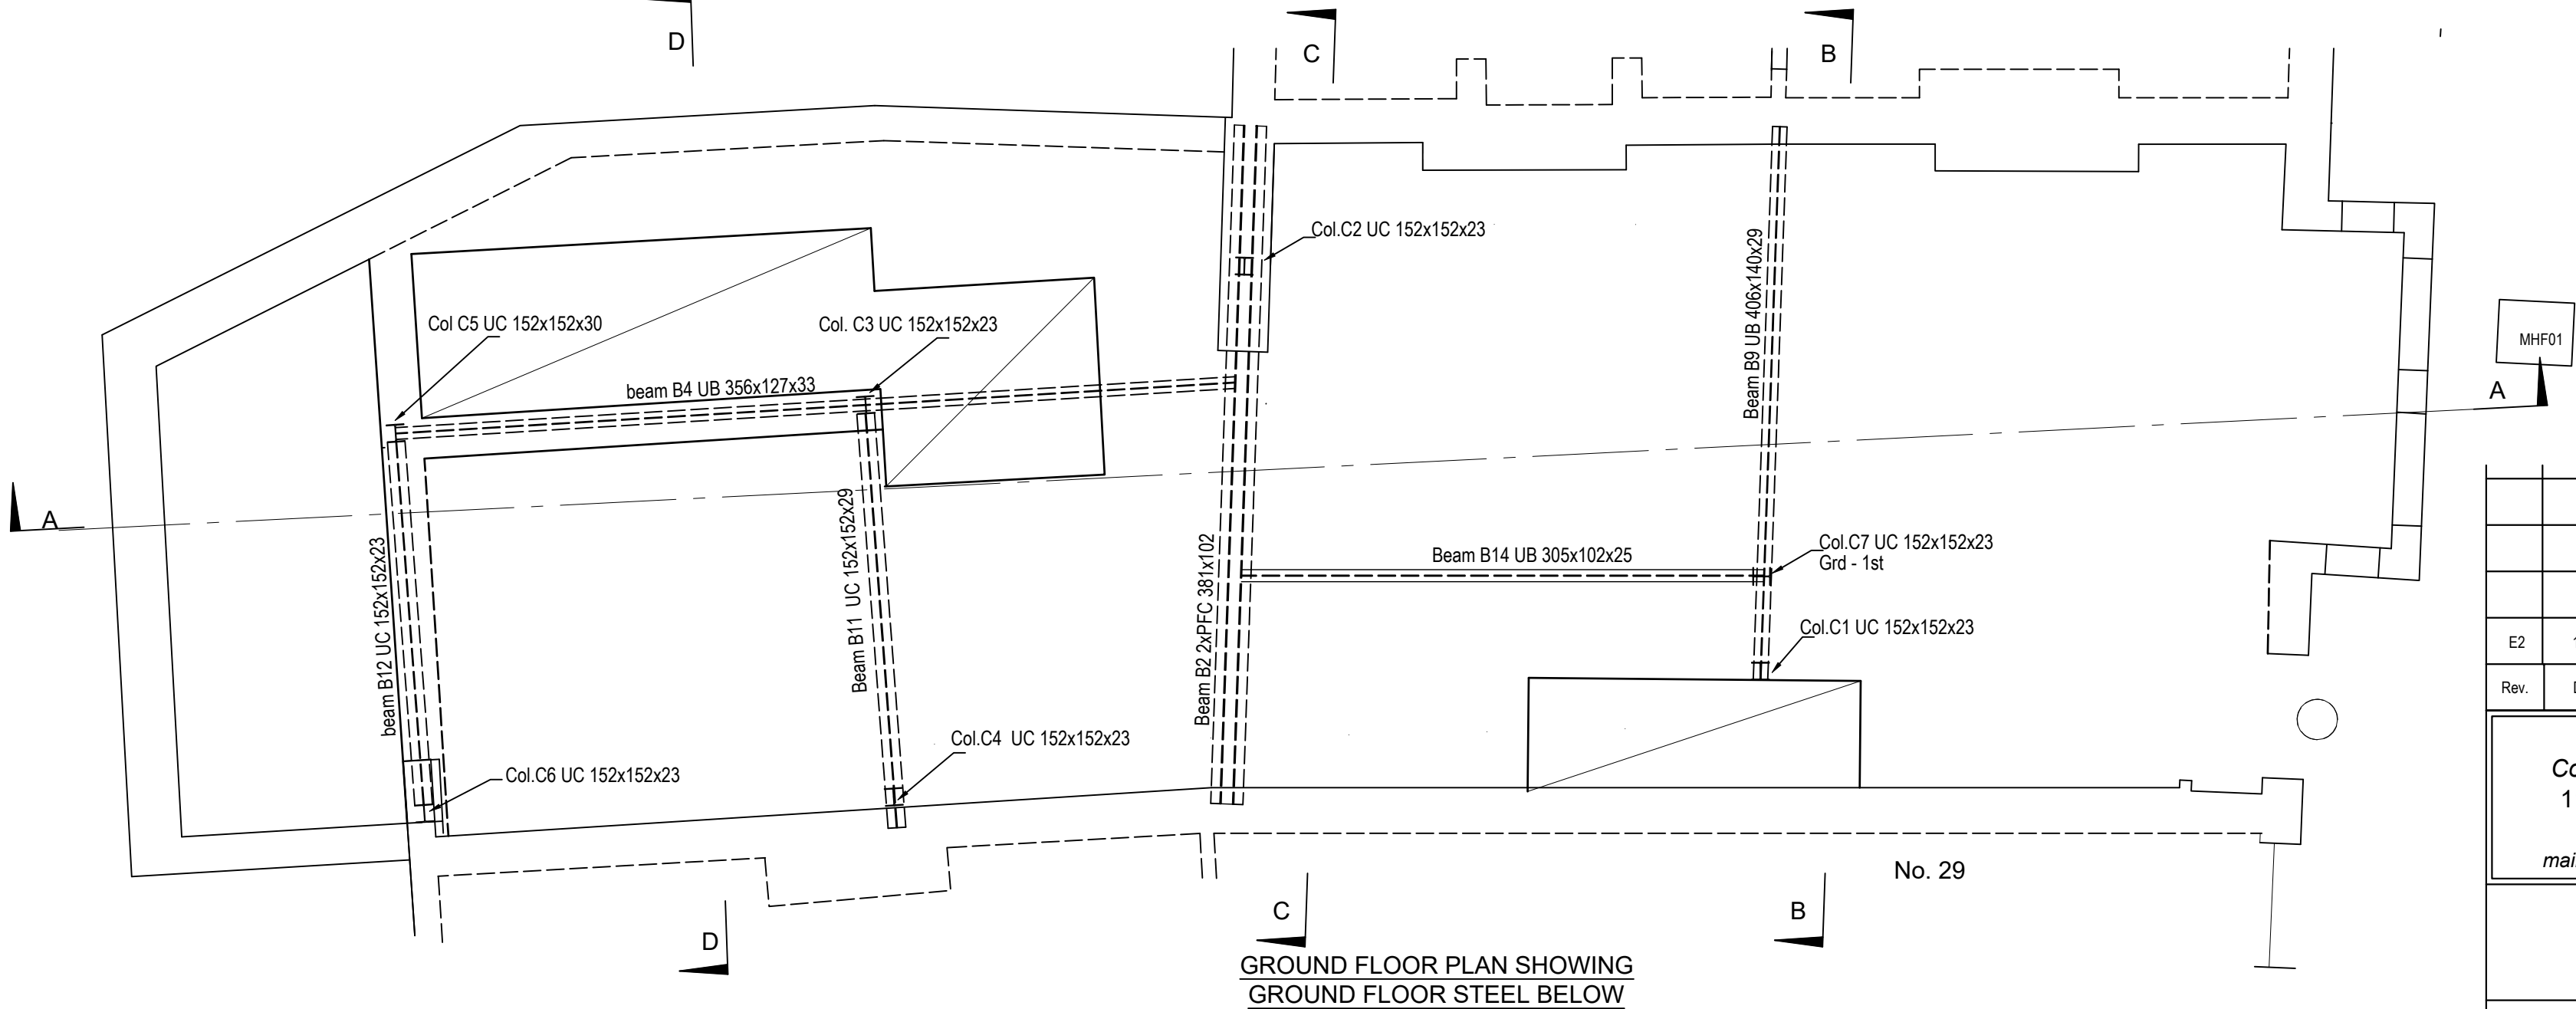 D
C
B
Col.C2 UC 152x152x23
Beam B9 UB 406x140x29
Col C5 UC 152x152x30
Col. C3 UC 152x152x23
MHF01
beam B4 UB 356x127x33
A
A
Beam B11 UC 152x152x29
beam B12 UC 152x152x23
Beam B2 2xPFC 381x102
Beam B14 UB 305x102x25
Col.C7 UC 152x152x23
Grd - 1st
Col.C1 UC 152x152x23
E2
Rev.
Col.C4 UC 152x152x23
Col.C6 UC 152x152x23
1
No. 29
D
C
B
GROUND FLOOR PLAN SHOWING
GROUND FLOOR STEEL BELOW